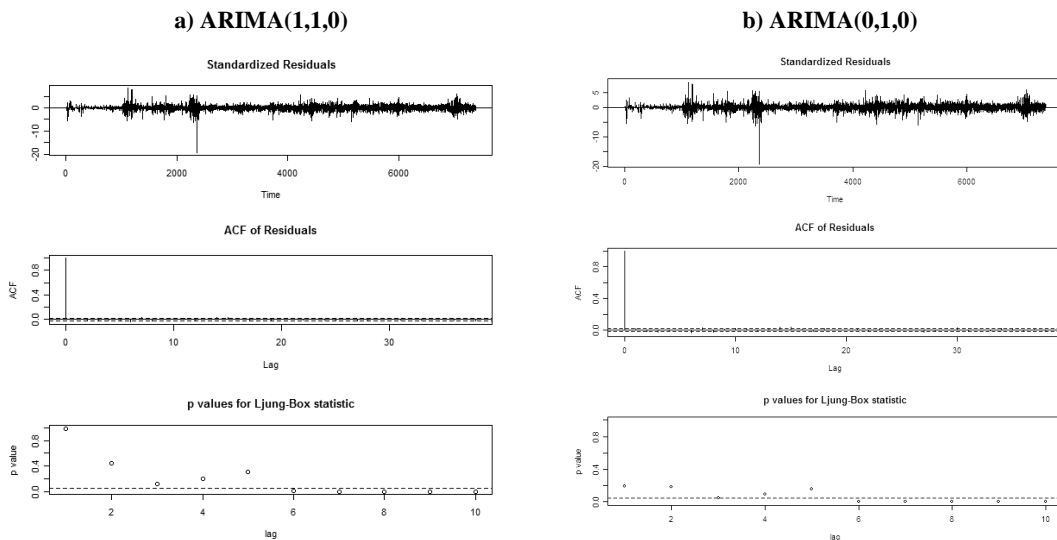 a) ARIMA(1,1,0)
Standardized Residuals
0
-10
-20
0 2000 4000 6000
Time
ACF of Residuals
ACF
0.8
0.4
0.0
0 10 20 30
Lag
p values for Ljung-Box statistic
p value
0.8
0.4
0.0
2 4 6 8 10
lag
b) ARIMA(0,1,0)
Standardized Residuals
5
0
-5
-10
-20
0 2000 4000 6000
Time
ACF of Residuals
ACF
0.8
0.4
0.0
0 10 20 30
Lag
p values for Ljung-Box statistic
p value
0.8
0.4
0.0
2 4 6 8 10
lag